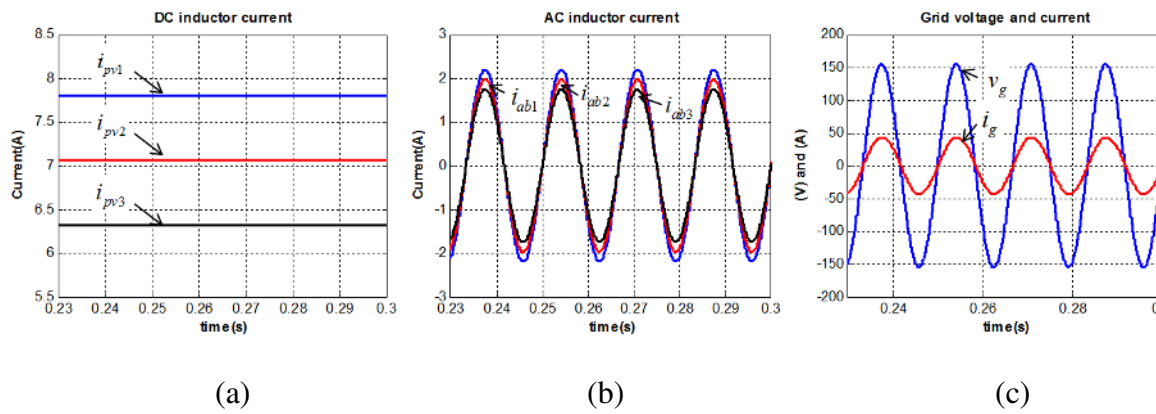 DC inductor current
8.5
8
7.5
7
6.5
6
5.5
Current(A)
i_pv1
i_pv2
i_pv3
0.23 0.24 0.25 0.26 0.27 0.28 0.29 0.3
time(s)
(a)
AC inductor current
3
2
1
0
-1
-2
-3
Current(A)
i_ab1 i_ab2 i_ab3
0.23 0.24 0.25 0.26 0.27 0.28 0.29 0.3
time(s)
(b)
Grid voltage and current
200
150
100
50
0
-50
-100
-150
-200
(V) and (A)
v_g
i_g
0.24 0.26 0.28 0.3
time(s)
(c)